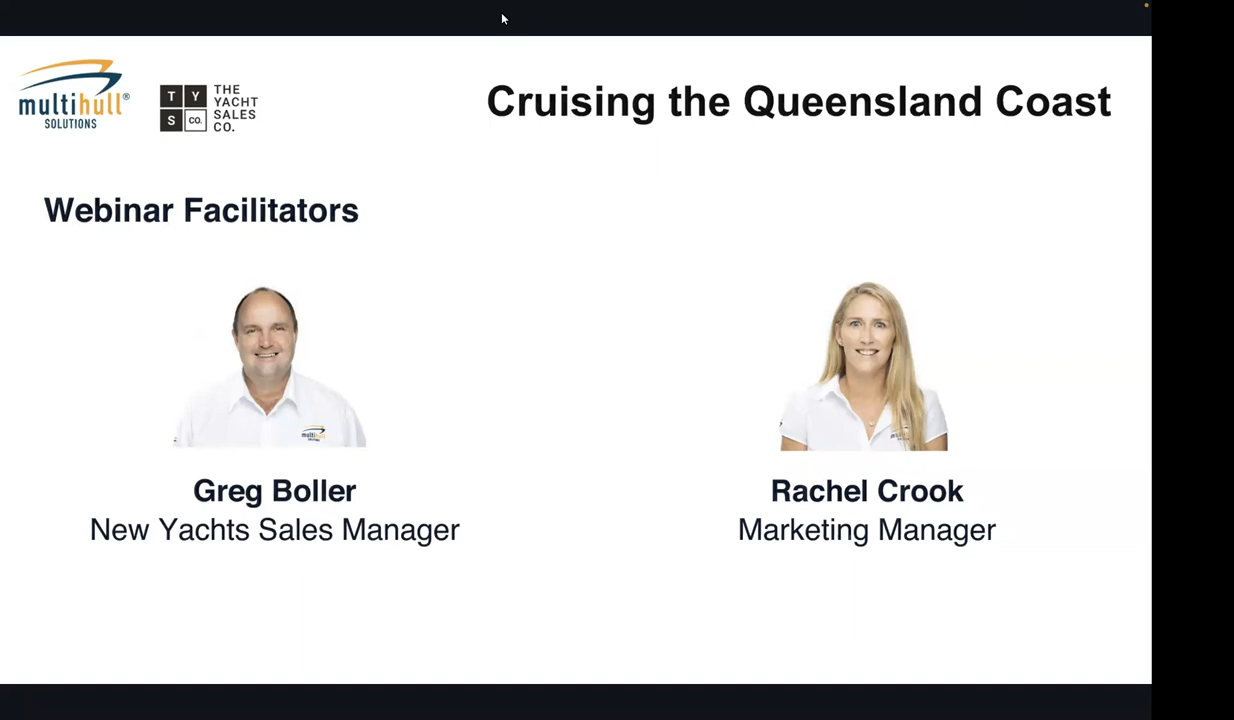 multihull®
SOLUTIONS
T Y
S CO.
THE
YACHT
SALES
CO.
Cruising the Queensland Coast
Webinar Facilitators
multihull
Greg Boller
New Yachts Sales Manager
Rachel Crook
Marketing Manager